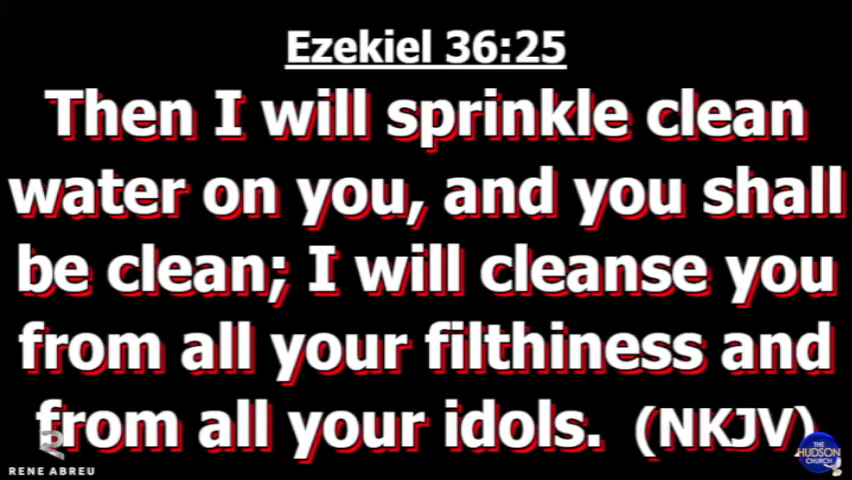 Ezekiel 36:25
Then I will sprinkle clean
water on you, and you shall
be clean; I will cleanse you
from all your filthiness and
from all your idols. (NKJV)
RENE ABREU
THE
HUDSON
CHURCH